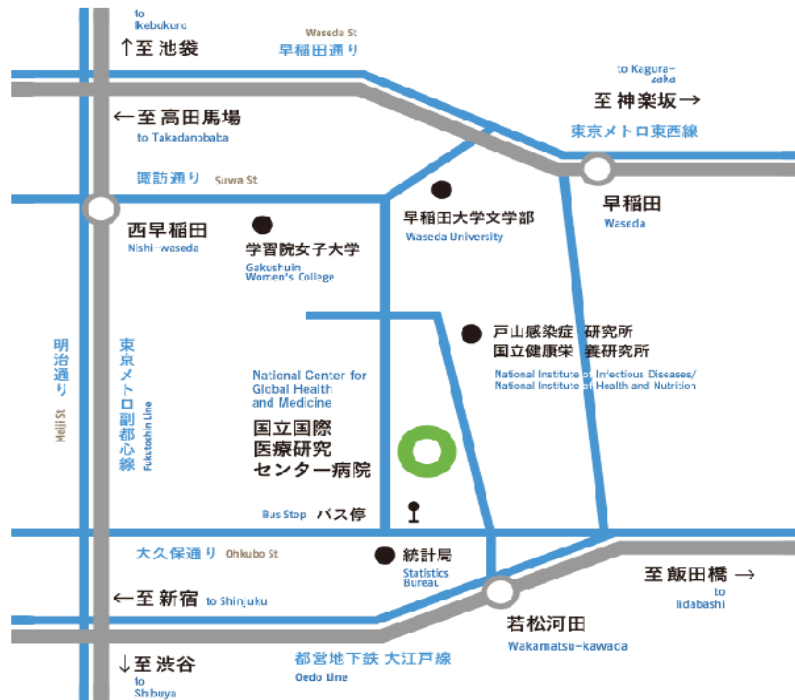 to
Ikebukuro
↑至 池袋
Waseda St
早稲田通り
to Kagura-
zaka
至 神楽坂→
←至 高田馬場
to Takadanobaba
東京メトロ東西線
諏訪通り Suwa St
西早稲田
Nishi-waseda
学習院女子大学
Gakushuin
Women's College
早稲田大学文学部
Waseda University
早稲田
Waseda
戸山感染症 研究所
国立健康栄 養研究所
National Institute of Infectious Diseases/
National Institute of Health and Nutrition
明治通り
Meiji St
東京メトロ副都心線
Fukutoshin Line
National Center for
Global Health
and Medicine
国立国際
医療研究
センター病院
Bus Stop バス停
大久保通り Ohkubo St
統計局
Statistics
Bureau
至 飯田橋 →
to
Iidabashi
←至 新宿 to Shinjuku
若松河田
Wakamatsu-kawada
↓至 渋谷
to
Shibuya
都営地下鉄 大江戸線
Oedo Line